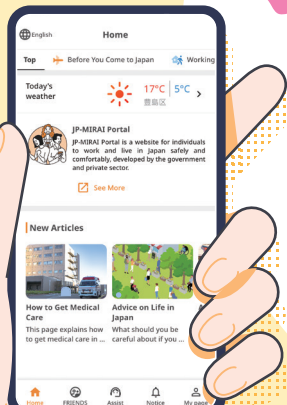 English
Home
Top
Before You Come to Japan
Working
Today's
weather
17°C 5°C
豊島区
JP-MIRAI Portal
JP-MIRAI Portal is a website for individuals
to work and live in Japan safely and
comfortably, developed by the government
and private sector.
See More
New Articles
How to Get Medical
Care
This page explains how
to get medical care in ...
Advice on Life in
Japan
What should you be
careful about if you ...
Home
FRIENDS
Assist
Notice
My page